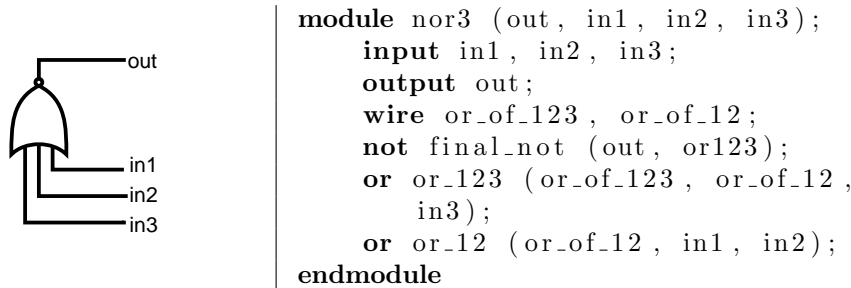 out
in1
in2
in3
module nor3 (out, in1, in2, in3);
input in1, in2, in3;
output out;
wire or_of_123, or_of_12;
not final_not (out, or123);
or or_123 (or_of_123, or_of_12,
in3);
or or_12 (or_of_12, in1, in2);
endmodule